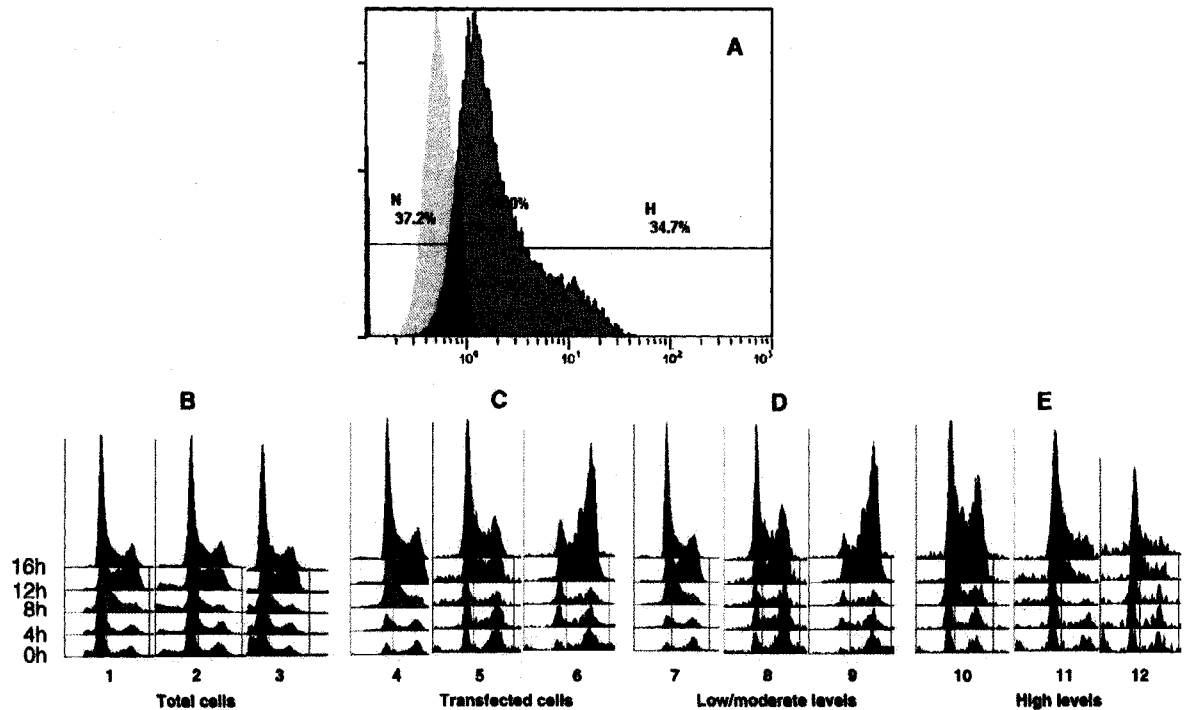 A
N
37.2%
0%
H
34.7%
10⁰
10¹
10²
10³
B
C
D
E
16h
12h
8h
4h
0h
1
2
3
4
5
6
7
8
9
10
11
12
Total cells
Transfected cells
Low/moderate levels
High levels